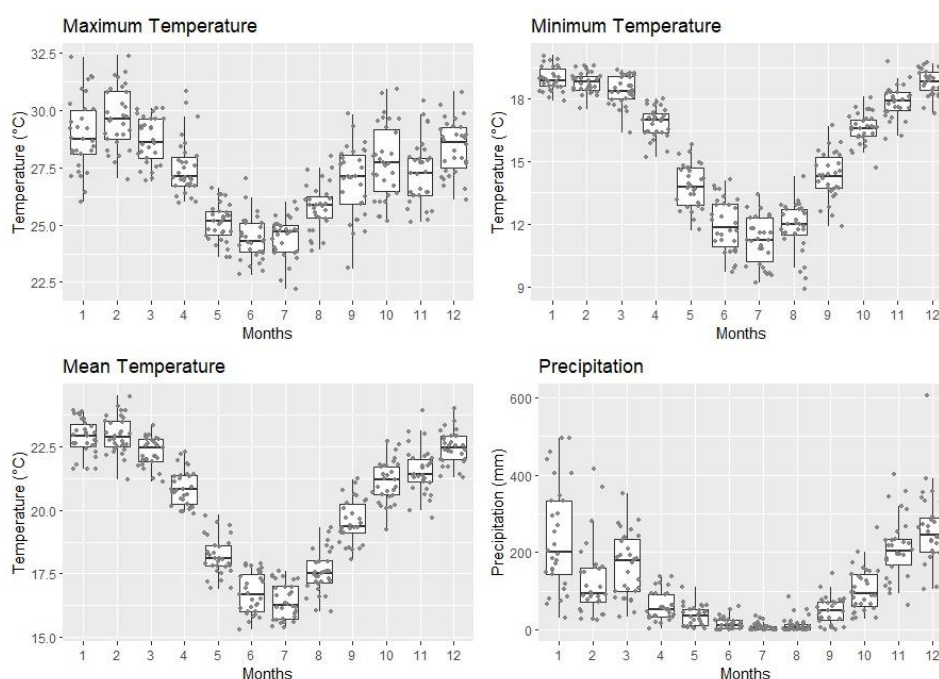 Maximum Temperature
Temperature (°C)
32.5
30.0
27.5
25.0
22.5
1 2 3 4 5 6 7 8 9 10 11 12
Months
Minimum Temperature
Temperature (°C)
18
15
12
9
1 2 3 4 5 6 7 8 9 10 11 12
Months
Mean Temperature
Temperature (°C)
22.5
20.0
17.5
15.0
1 2 3 4 5 6 7 8 9 10 11 12
Months
Precipitation
Precipitation (mm)
600
400
200
0
1 2 3 4 5 6 7 8 9 10 11 12
Months